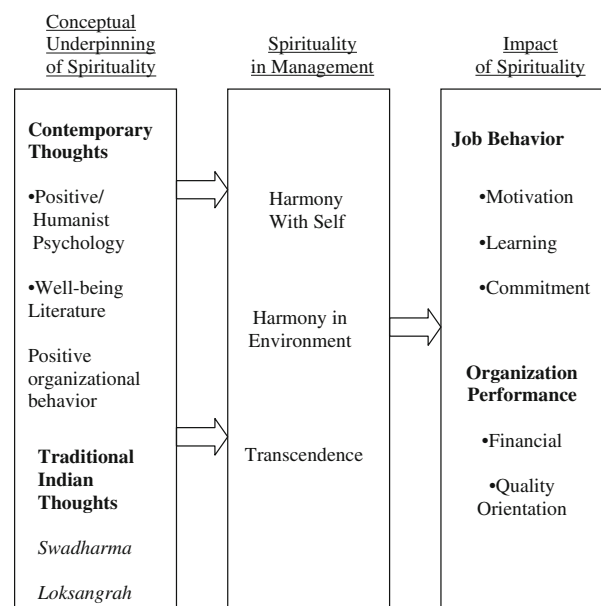 Conceptual
Underpinning
of Spirituality
Contemporary
Thoughts
•Positive/
Humanist
Psychology
•Well-being
Literature
Positive
organizational
behavior
Traditional
Indian
Thoughts
Swadharma
Loksangrah
Spirituality
in Management
Harmony
With Self
Harmony in
Environment
Transcendence
Impact
of Spirituality
Job Behavior
•Motivation
•Learning
•Commitment
Organization
Performance
•Financial
•Quality
Orientation